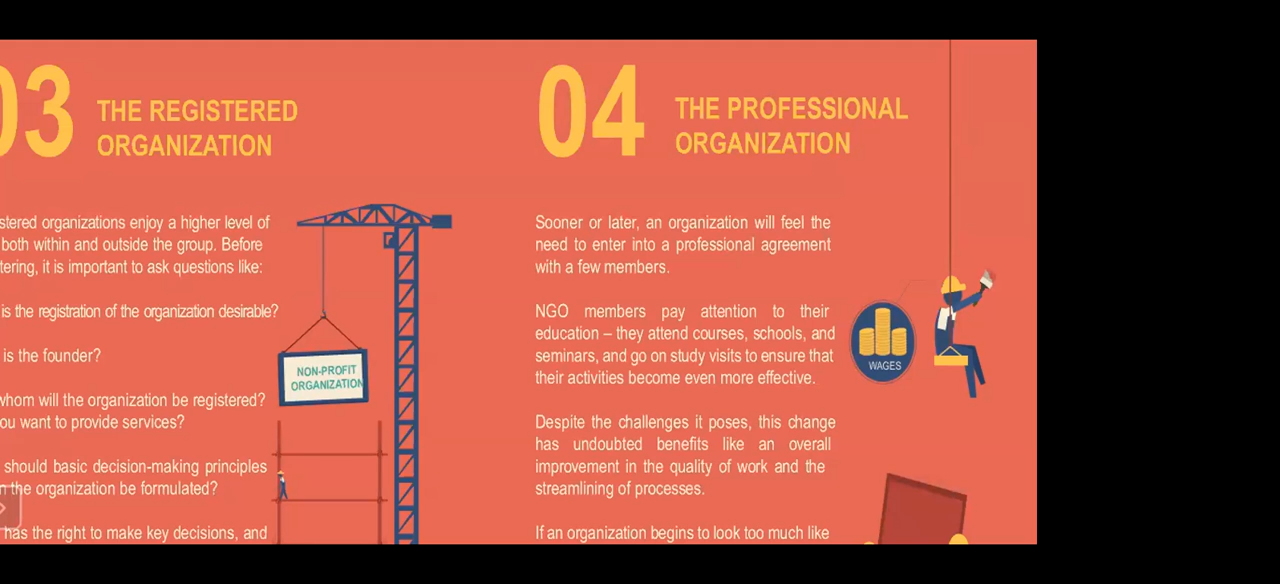 03
THE REGISTERED
ORGANIZATION
stered organizations enjoy a higher level of
both within and outside the group. Before
tering, it is important to ask questions like:
is the registration of the organization desirable?
is the founder?
whom will the organization be registered?
ou want to provide services?
should basic decision-making principles
n the organization be formulated?
has the right to make key decisions, and
NON-PROFIT
ORGANIZATION
04
THE PROFESSIONAL
ORGANIZATION
Sooner or later, an organization will feel the
need to enter into a professional agreement
with a few members.
NGO members pay attention to their
education – they attend courses, schools, and
seminars, and go on study visits to ensure that
their activities become even more effective.
Despite the challenges it poses, this change
has undoubted benefits like an overall
improvement in the quality of work and the
streamlining of processes.
If an organization begins to look too much like
WAGES